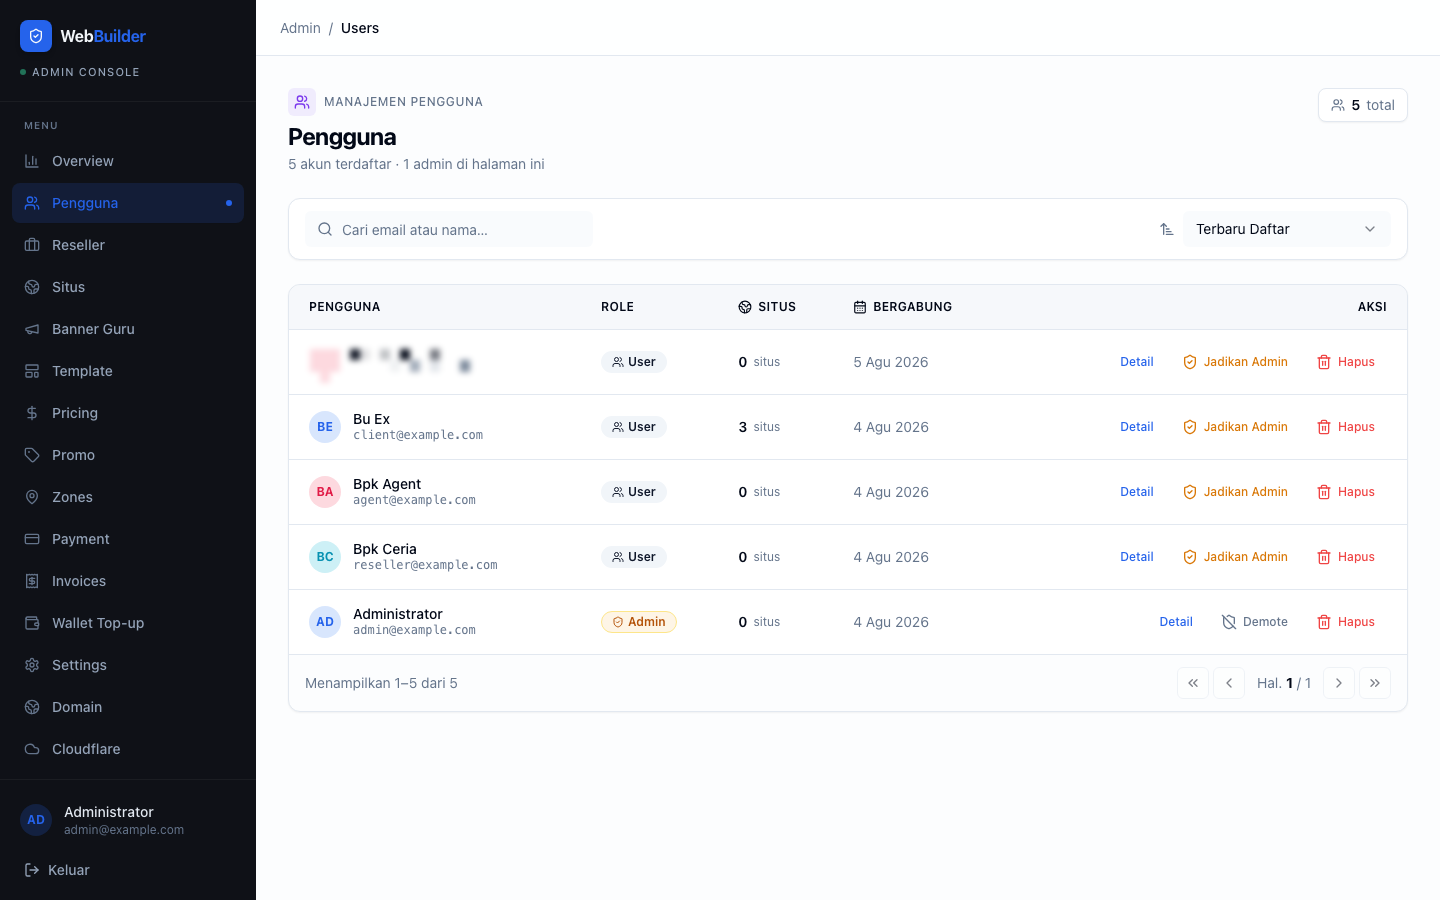 WebBuilder
ADMIN CONSOLE
MENU
Overview
Pengguna
Reseller
Situs
Banner Guru
Template
Pricing
Promo
Zones
Payment
Invoices
Wallet Top-up
Settings
Domain
Cloudflare
AD Administrator
admin@example.com
Keluar
Admin / Users
MANAJEMEN PENGGUNA
Pengguna
5 akun terdaftar · 1 admin di halaman ini
5 total
Cari email atau nama...
Terbaru Daftar
PENGGUNA ROLE SITUS BERGABUNG AKSI
User 0 situs 5 Agu 2026 Detail Jadikan Admin Hapus
BE Bu Ex
client@example.com
User 3 situs 4 Agu 2026 Detail Jadikan Admin Hapus
BA Bpk Agent
agent@example.com
User 0 situs 4 Agu 2026 Detail Jadikan Admin Hapus
BC Bpk Ceria
reseller@example.com
User 0 situs 4 Agu 2026 Detail Jadikan Admin Hapus
AD Administrator
admin@example.com
Admin 0 situs 4 Agu 2026 Detail Demote Hapus
Menampilkan 1–5 dari 5
Hal. 1 / 1